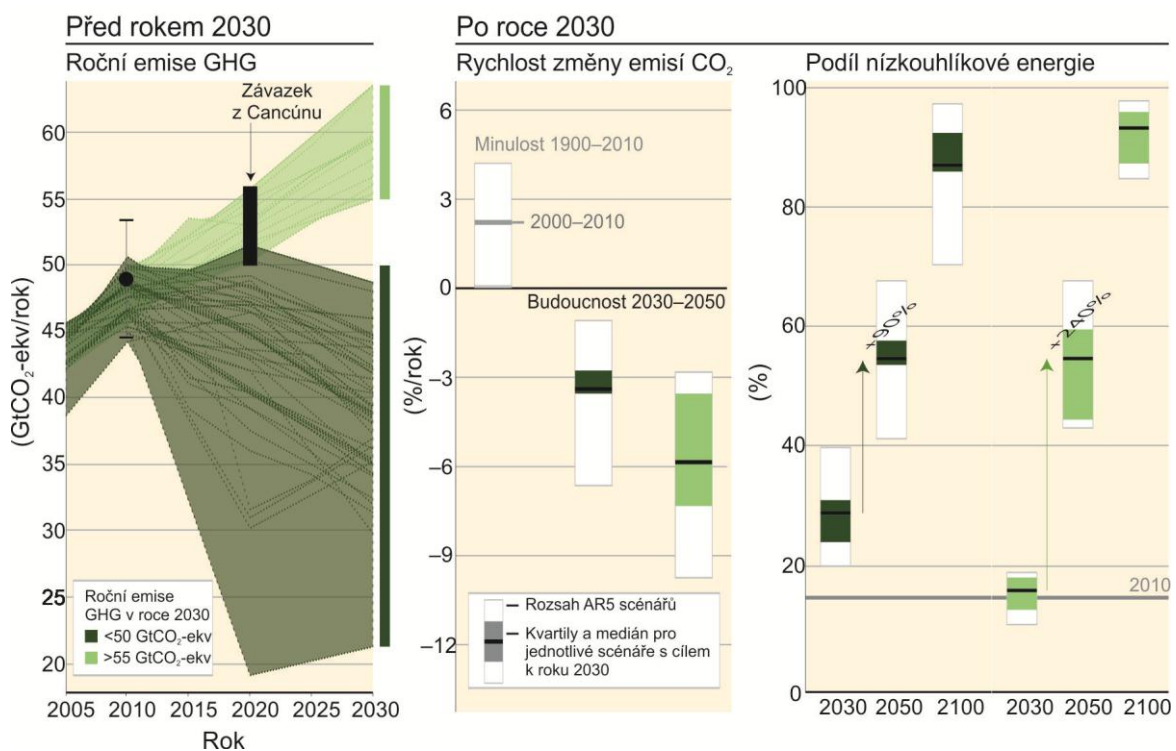 Před rokem 2030
Po roce 2030
Roční emise GHG
Rychlost změny emisí CO₂
Podíl nízkouhlíkové energie
Závazek
z Cancúnu
60
55
50
45
40
35
30
25
20
(GtCO₂-ekv/rok)
2005 2010 2015 2020 2025 2030
Rok
Roční emise
GHG v roce 2030
<50 GtCO₂-ekv
>55 GtCO₂-ekv
6
3
0
–3
–6
–9
–12
(%/rok)
Minulost 1900–2010
2000–2010
Budoucnost 2030–2050
Rozsah AR5 scénářů
Kvartily a medián pro
jednotlivé scénáře s cílem
k roku 2030
100
80
60
40
20
0
(%)
+90%
+240%
2010
2030 2050 2100 2030 2050 2100